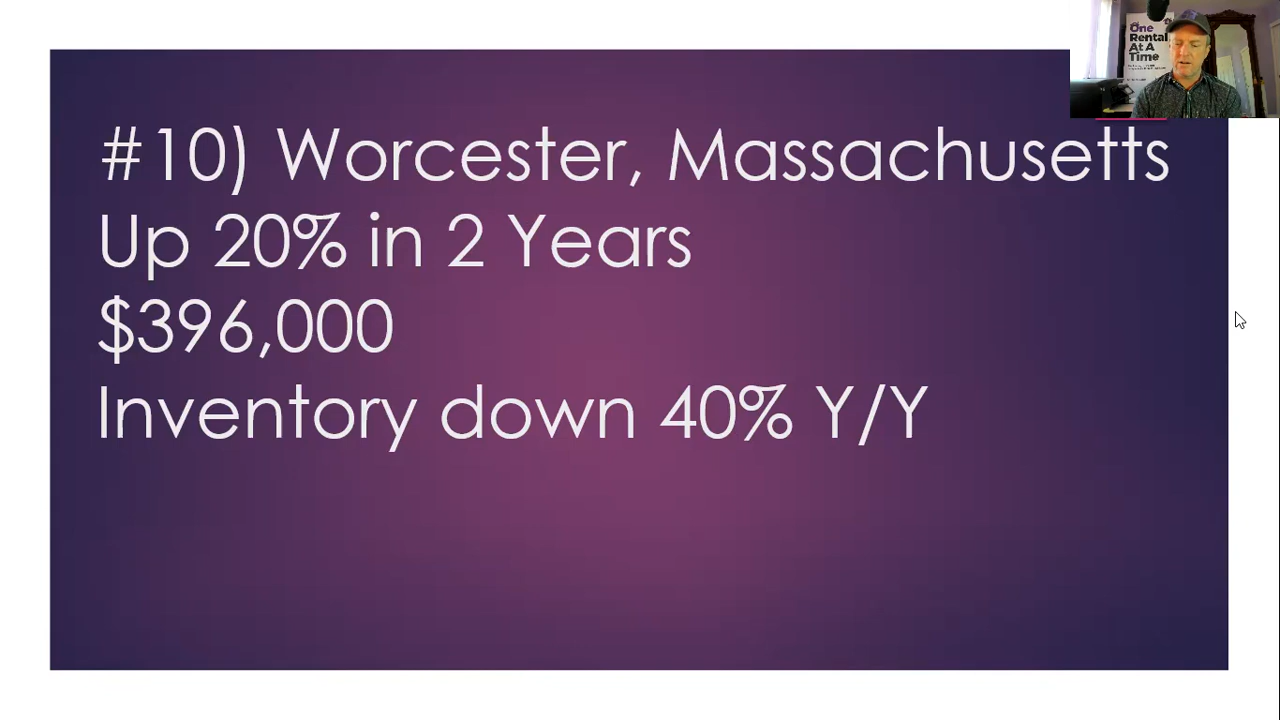 #10) Worcester, Massachusetts
Up 20% in 2 Years
$396,000
Inventory down 40% Y/Y
One
Rental
At A
Time